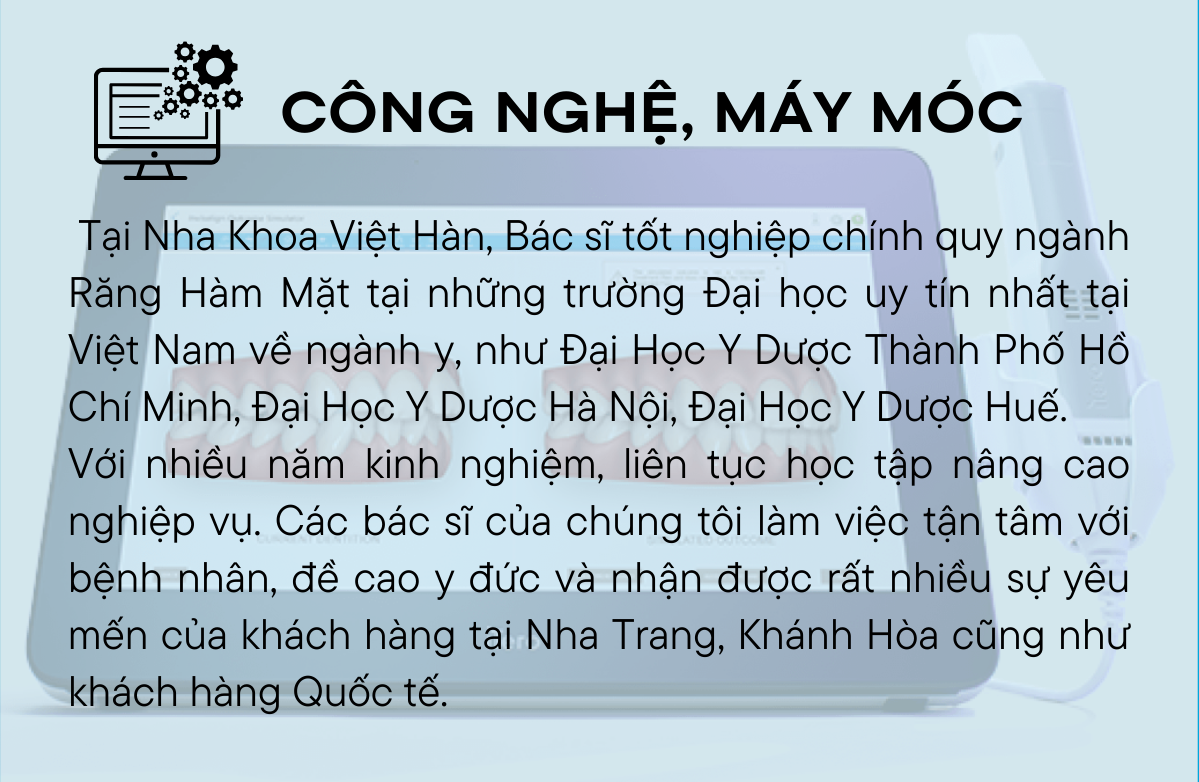 CÔNG NGHỆ, MÁY MÓC
Tại Nha Khoa Việt Hàn, Bác sĩ tốt nghiệp chính quy ngành
Răng Hàm Mặt tại những trường Đại học uy tín nhất tại
Việt Nam về ngành y, như Đại Học Y Dược Thành Phố Hồ
Chí Minh, Đại Học Y Dược Hà Nội, Đại Học Y Dược Huế.
Với nhiều năm kinh nghiệm, liên tục học tập nâng cao
nghiệp vụ. Các bác sĩ của chúng tôi làm việc tận tâm với
bệnh nhân, đề cao y đức và nhận được rất nhiều sự yêu
mến của khách hàng tại Nha Trang, Khánh Hòa cũng như
khách hàng Quốc tế.
CURRENT DENTITION
SIMULATED OUTCOME